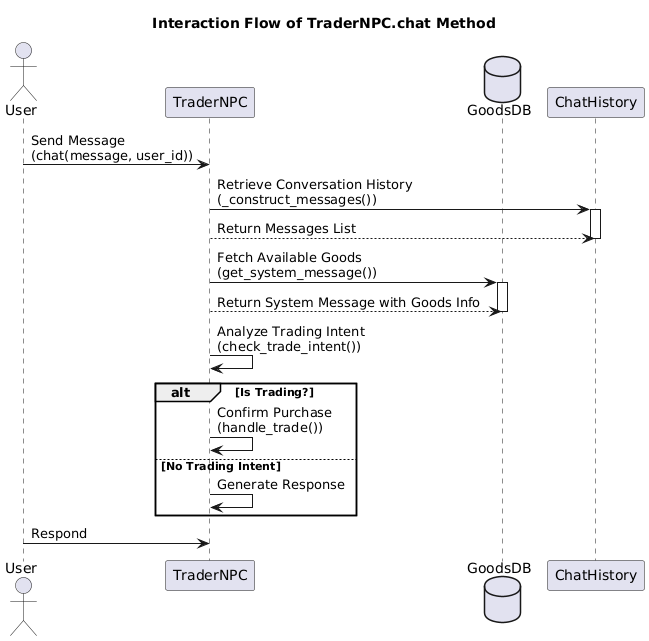 Interaction Flow of TraderNPC.chat Method
User
TraderNPC
GoodsDB
ChatHistory
Send Message
(chat(message, user_id))
Retrieve Conversation History
(_construct_messages())
Return Messages List
Fetch Available Goods
(get_system_message())
Return System Message with Goods Info
Analyze Trading Intent
(check_trade_intent())
alt [Is Trading?]
Confirm Purchase
(handle_trade())
[No Trading Intent]
Generate Response
Respond
User
TraderNPC
GoodsDB
ChatHistory